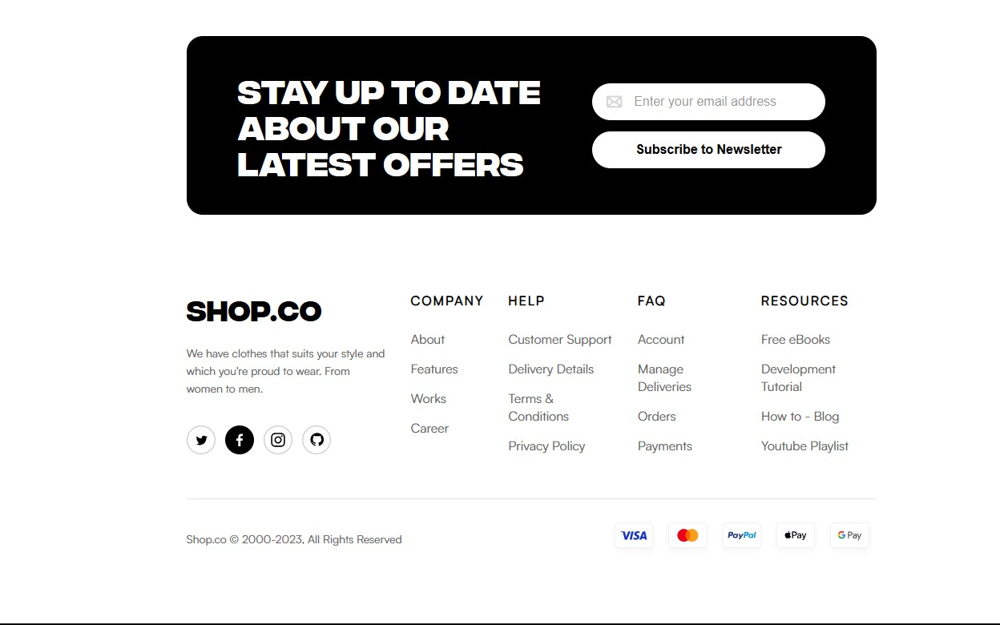 STAY UP TO DATE
ABOUT OUR
LATEST OFFERS
Enter your email address
Subscribe to Newsletter
SHOP.CO
We have clothes that suits your style and
which you're proud to wear. From
women to men.
COMPANY
About
Features
Works
Career
HELP
Customer Support
Delivery Details
Terms &
Conditions
Privacy Policy
FAQ
Account
Manage
Deliveries
Orders
Payments
RESOURCES
Free eBooks
Development
Tutorial
How to - Blog
Youtube Playlist
Shop.co © 2000-2023, All Rights Reserved
VISA
PayPal
Pay
G Pay